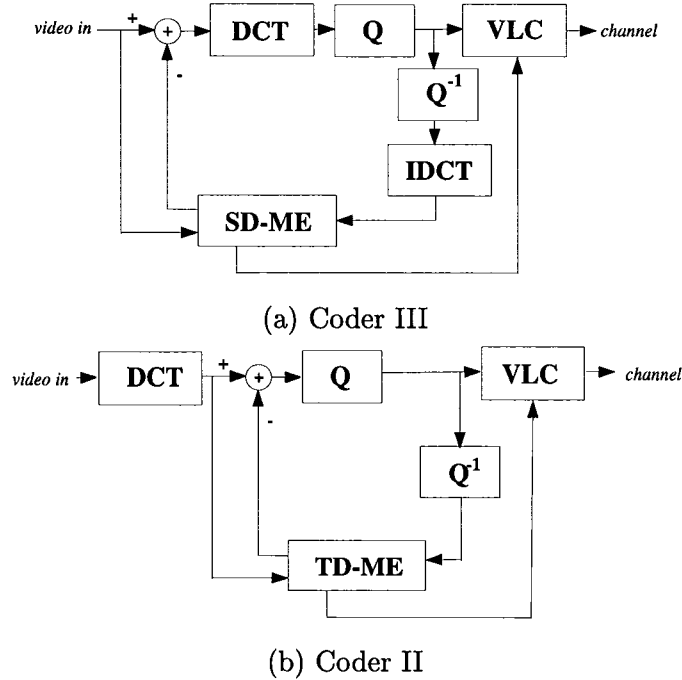 video in
+
+
DCT
Q
VLC
channel
-
Q-1
IDCT
SD-ME
(a) Coder III
video in
DCT
+
+
Q
VLC
channel
-
Q-1
TD-ME
(b) Coder II